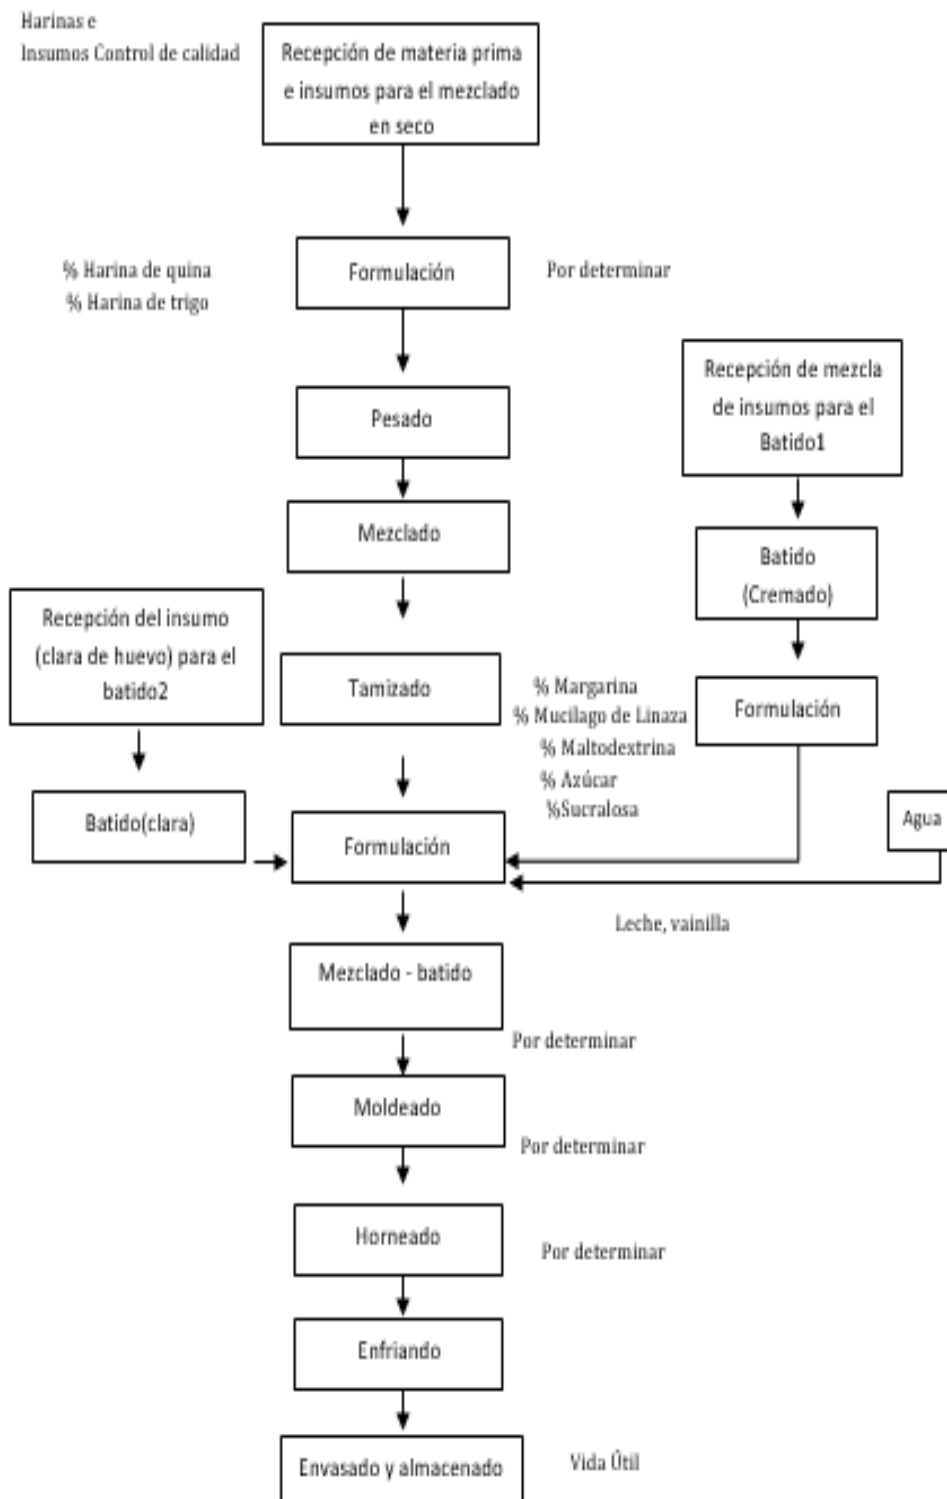 Harinas e
Insumos Control de calidad
Recepción de materia prima
e insumos para el mezclado
en seco
% Harina de quina
% Harina de trigo
Formulación
Por determinar
Pesado
Recepción de mezcla
de insumos para el
Batido1
Mezclado
Batido
(Cremado)
Recepción del insumo
(clara de huevo) para el
batido2
Tamizado
% Margarina
% Mucilago de Linaza
% Maltodextrina
% Azúcar
%Sucralosa
Formulación
Batido(clara)
Formulación
Agua
Leche, vainilla
Mezclado - batido
Por determinar
Moldeado
Por determinar
Horneado
Por determinar
Enfriando
Envasado y almacenado
Vida Útil